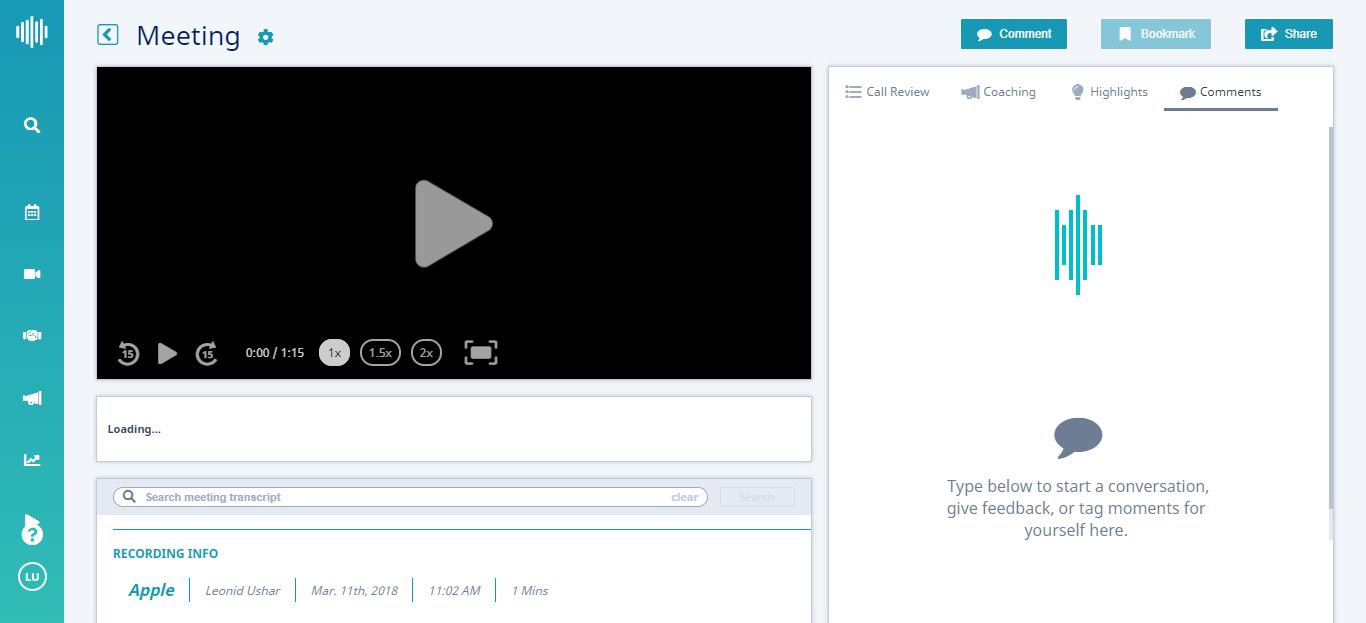 Meeting
Comment
Bookmark
Share
Call Review
Coaching
Highlights
Comments
15
15
0:00 / 1:15
1x
1.5x
2x
Loading...
Search meeting transcript
clear
Search
RECORDING INFO
Apple
Leonid Ushar
Mar. 11th, 2018
11:02 AM
1 Mins
Type below to start a conversation,
give feedback, or tag moments for
yourself here.
?
LU